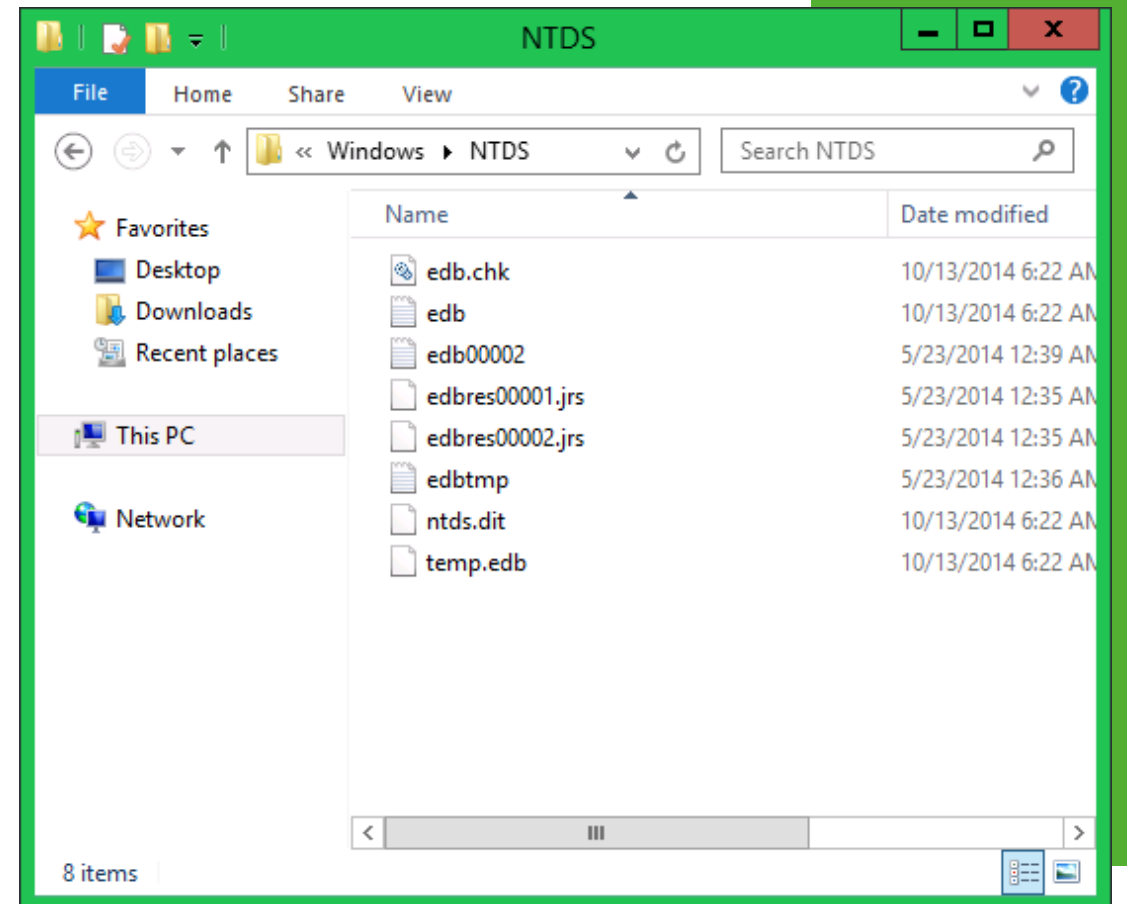 NTDS
File Home Share View
« Windows NTDS Search NTDS
Favorites
Desktop
Downloads
Recent places
This PC
Network
Name Date modified
edb.chk 10/13/2014 6:22 AM
edb 10/13/2014 6:22 AM
edb00002 5/23/2014 12:39 AM
edbres00001.jrs 5/23/2014 12:35 AM
edbres00002.jrs 5/23/2014 12:35 AM
edbtmp 5/23/2014 12:36 AM
ntds.dit 10/13/2014 6:22 AM
temp.edb 10/13/2014 6:22 AM
8 items